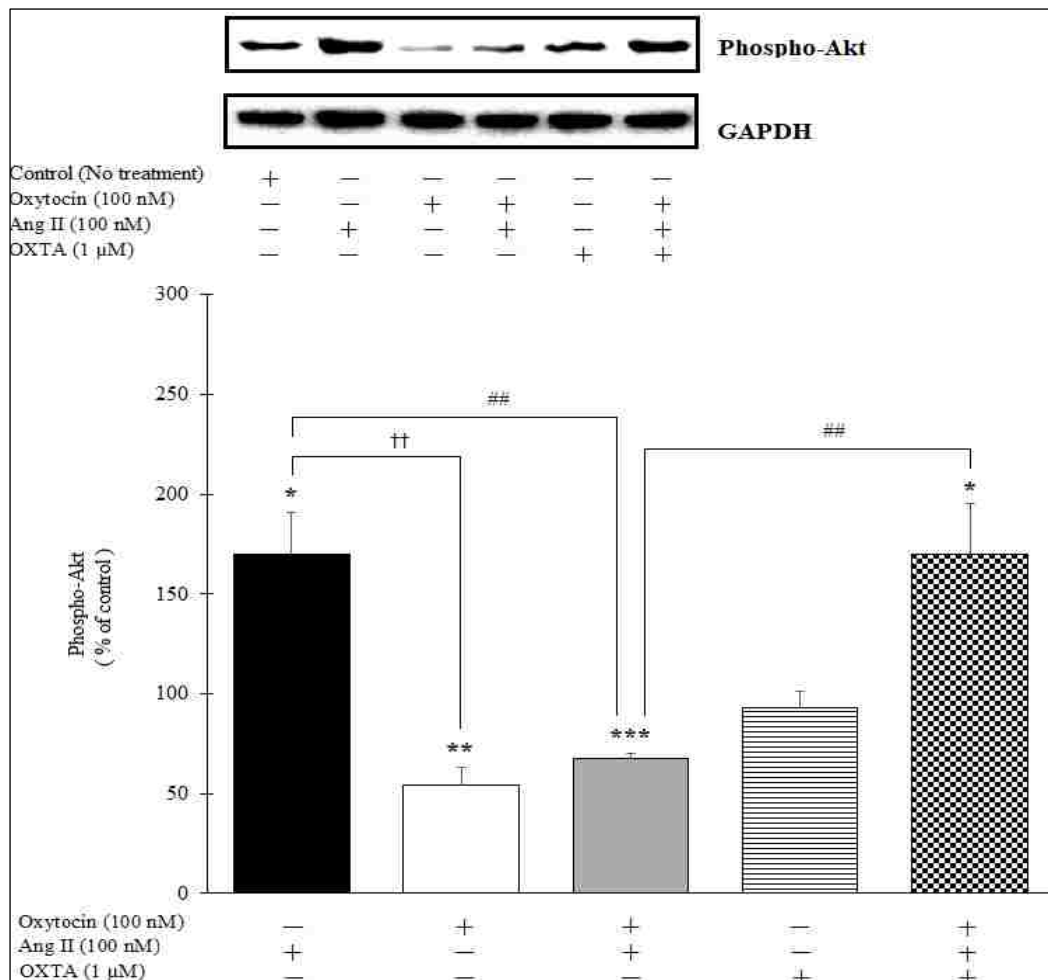 Phospho-Akt
GAPDH
Control (No treatment) + — — — — —
Oxytocin (100 nM) — — + + — +
Ang II (100 nM) — + — + — +
OXTA (1 µM) — — — — + +
300
250
200
150
100
50
0
Phospho-Akt
( % of control )
##
††
##
*
**
***
*
Oxytocin (100 nM) — + + — +
Ang II (100 nM) + — + — +
OXTA (1 µM) — — — + +